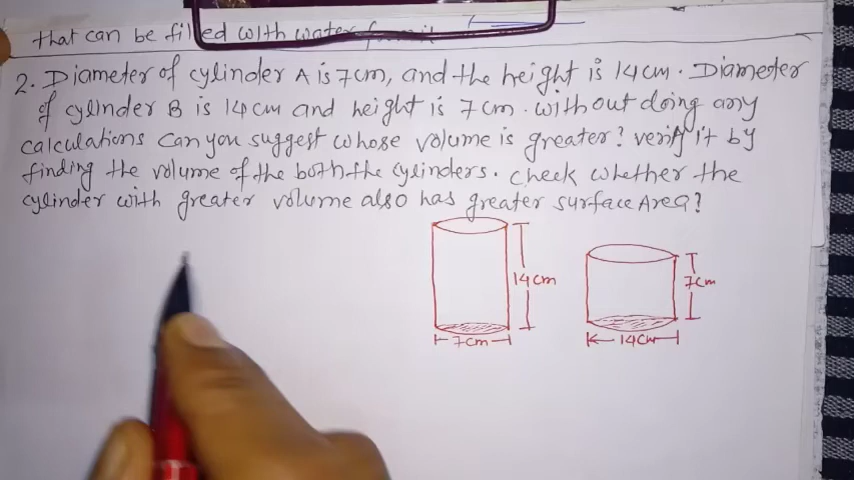 that can be filled with water
2. Diameter of cylinder A is 7cm, and the height is 14cm. Diameter
of cylinder B is 14cm and height is 7cm. without doing any
calculations can you suggest whose volume is greater? verify it by
finding the volume of the both the cylinders. check whether the
cylinder with greater volume also has greater surface Area?
14cm
7cm
7cm
14cm